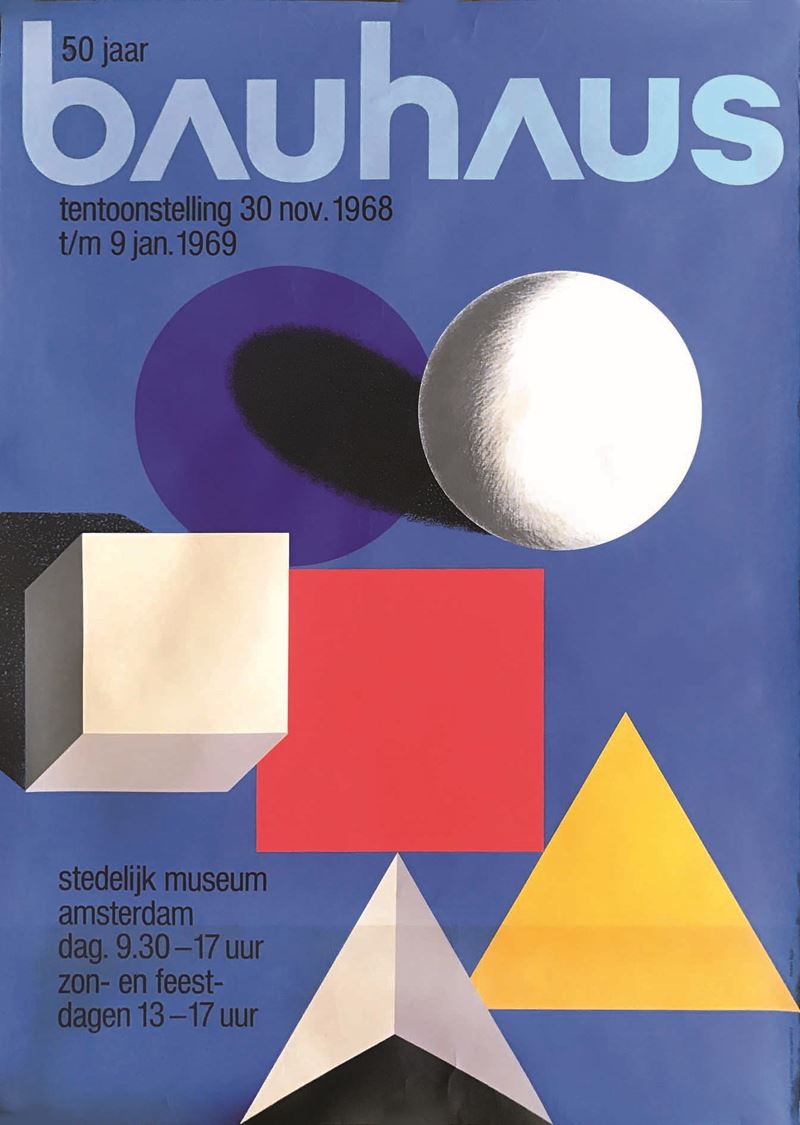 50 jaar
bauhaus
tentoonstelling 30 nov. 1968
t/m 9 jan. 1969
stedelijk museum
amsterdam
dag. 9.30–17 uur
zon- en feest-
dagen 13–17 uur